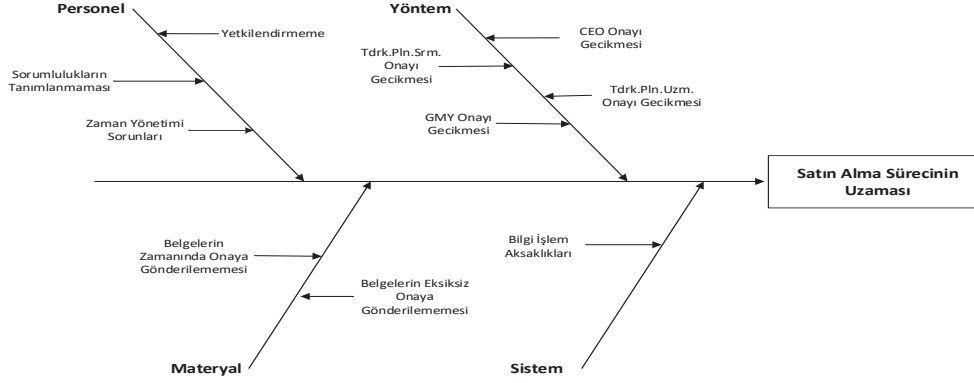 Personel
Yetkilendirmeme
Sorumlulukların
Tanımlanmaması
Zaman Yönetimi
Sorunları
Yöntem
CEO Onayı
Gecikmesi
Tdrk.Pln.Srm.
Onayı
Gecikmesi
Tdrk.Pln.Uzm.
Onayı Gecikmesi
GMY Onayı
Gecikmesi
Satın Alma Sürecinin
Uzaması
Belgelerin
Zamanında Onaya
Gönderilememesi
Belgelerin Eksiksiz
Onaya
Gönderilememesi
Materyal
Bilgi İşlem
Aksaklıkları
Sistem